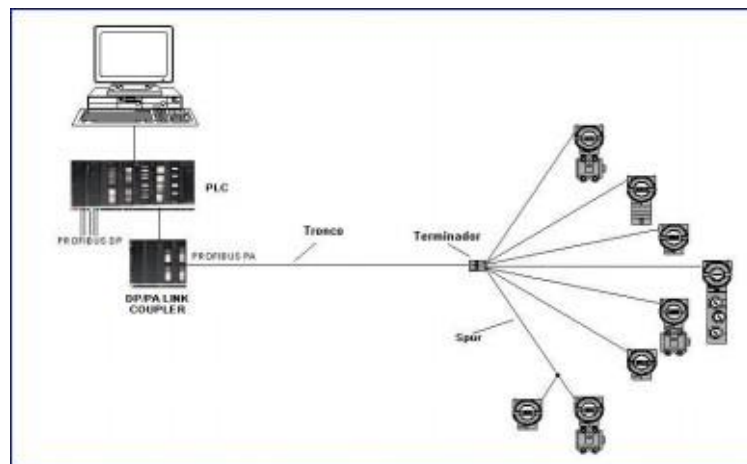 PLC
PROFIBUS DP
Tronco
Terminador
PROFIBUS PA
DP/PA LINK
COUPLER
Spur